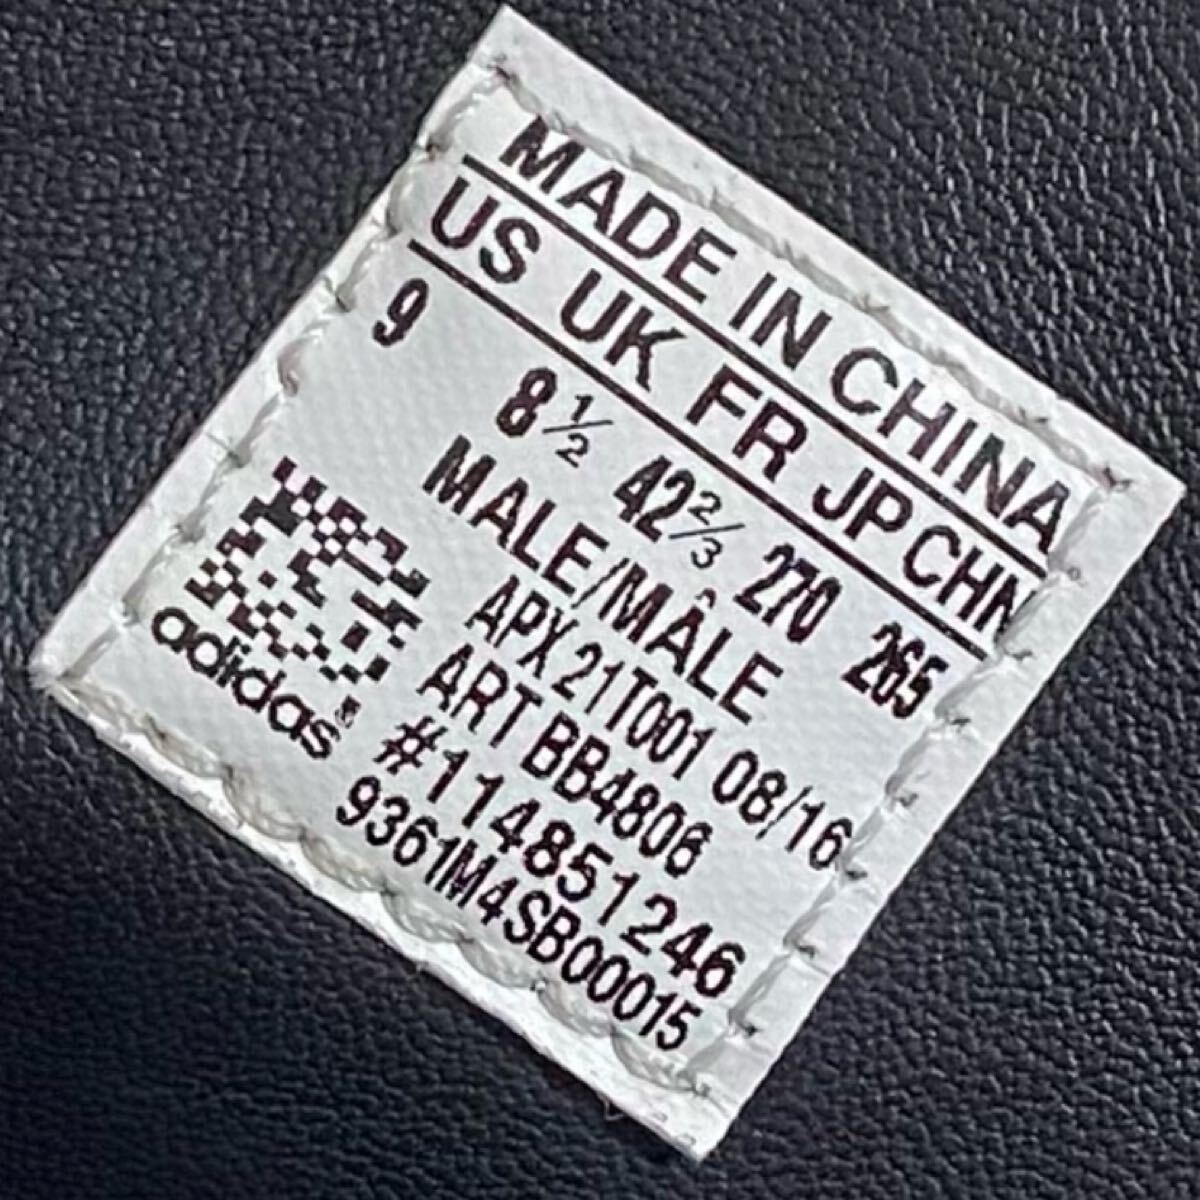 MADE IN CHINA
US UK FR JP CHN
9 8½ 42⅔ 270 265
MALE/MÂLE
APX 21T001 08/16
ART BB4806
#114851246
9361M4SB00015
adidas®